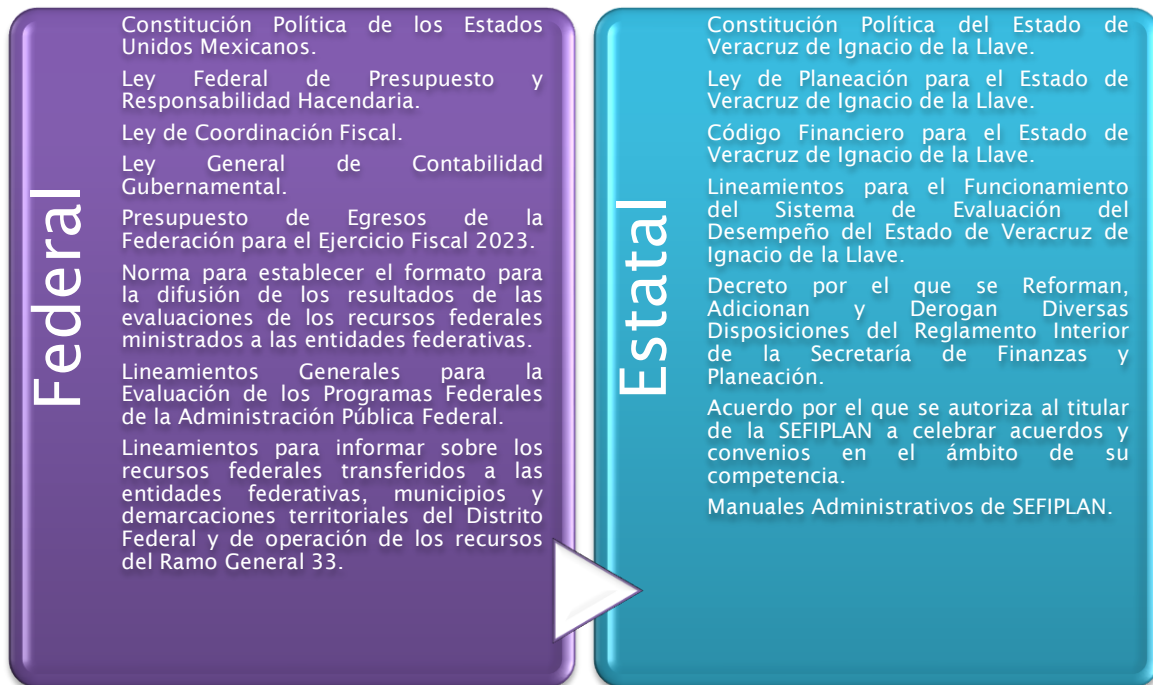 Federal
Constitución Política de los Estados
Unidos Mexicanos.
Ley Federal de Presupuesto y
Responsabilidad Hacendaria.
Ley de Coordinación Fiscal.
Ley General de Contabilidad
Gubernamental.
Presupuesto de Egresos de la
Federación para el Ejercicio Fiscal 2023.
Norma para establecer el formato para
la difusión de los resultados de las
evaluaciones de los recursos federales
ministrados a las entidades federativas.
Lineamientos Generales para la
Evaluación de los Programas Federales
de la Administración Pública Federal.
Lineamientos para informar sobre los
recursos federales transferidos a las
entidades federativas, municipios y
demarcaciones territoriales del Distrito
Federal y de operación de los recursos
del Ramo General 33.
Estatal
Constitución Política del Estado de
Veracruz de Ignacio de la Llave.
Ley de Planeación para el Estado de
Veracruz de Ignacio de la Llave.
Código Financiero para el Estado de
Veracruz de Ignacio de la Llave.
Lineamientos para el Funcionamiento
del Sistema de Evaluación del
Desempeño del Estado de Veracruz de
Ignacio de la Llave.
Decreto por el que se Reforman,
Adicionan y Derogan Diversas
Disposiciones del Reglamento Interior
de la Secretaría de Finanzas y
Planeación.
Acuerdo por el que se autoriza al titular
de la SEFIPLAN a celebrar acuerdos y
convenios en el ámbito de su
competencia.
Manuales Administrativos de SEFIPLAN.